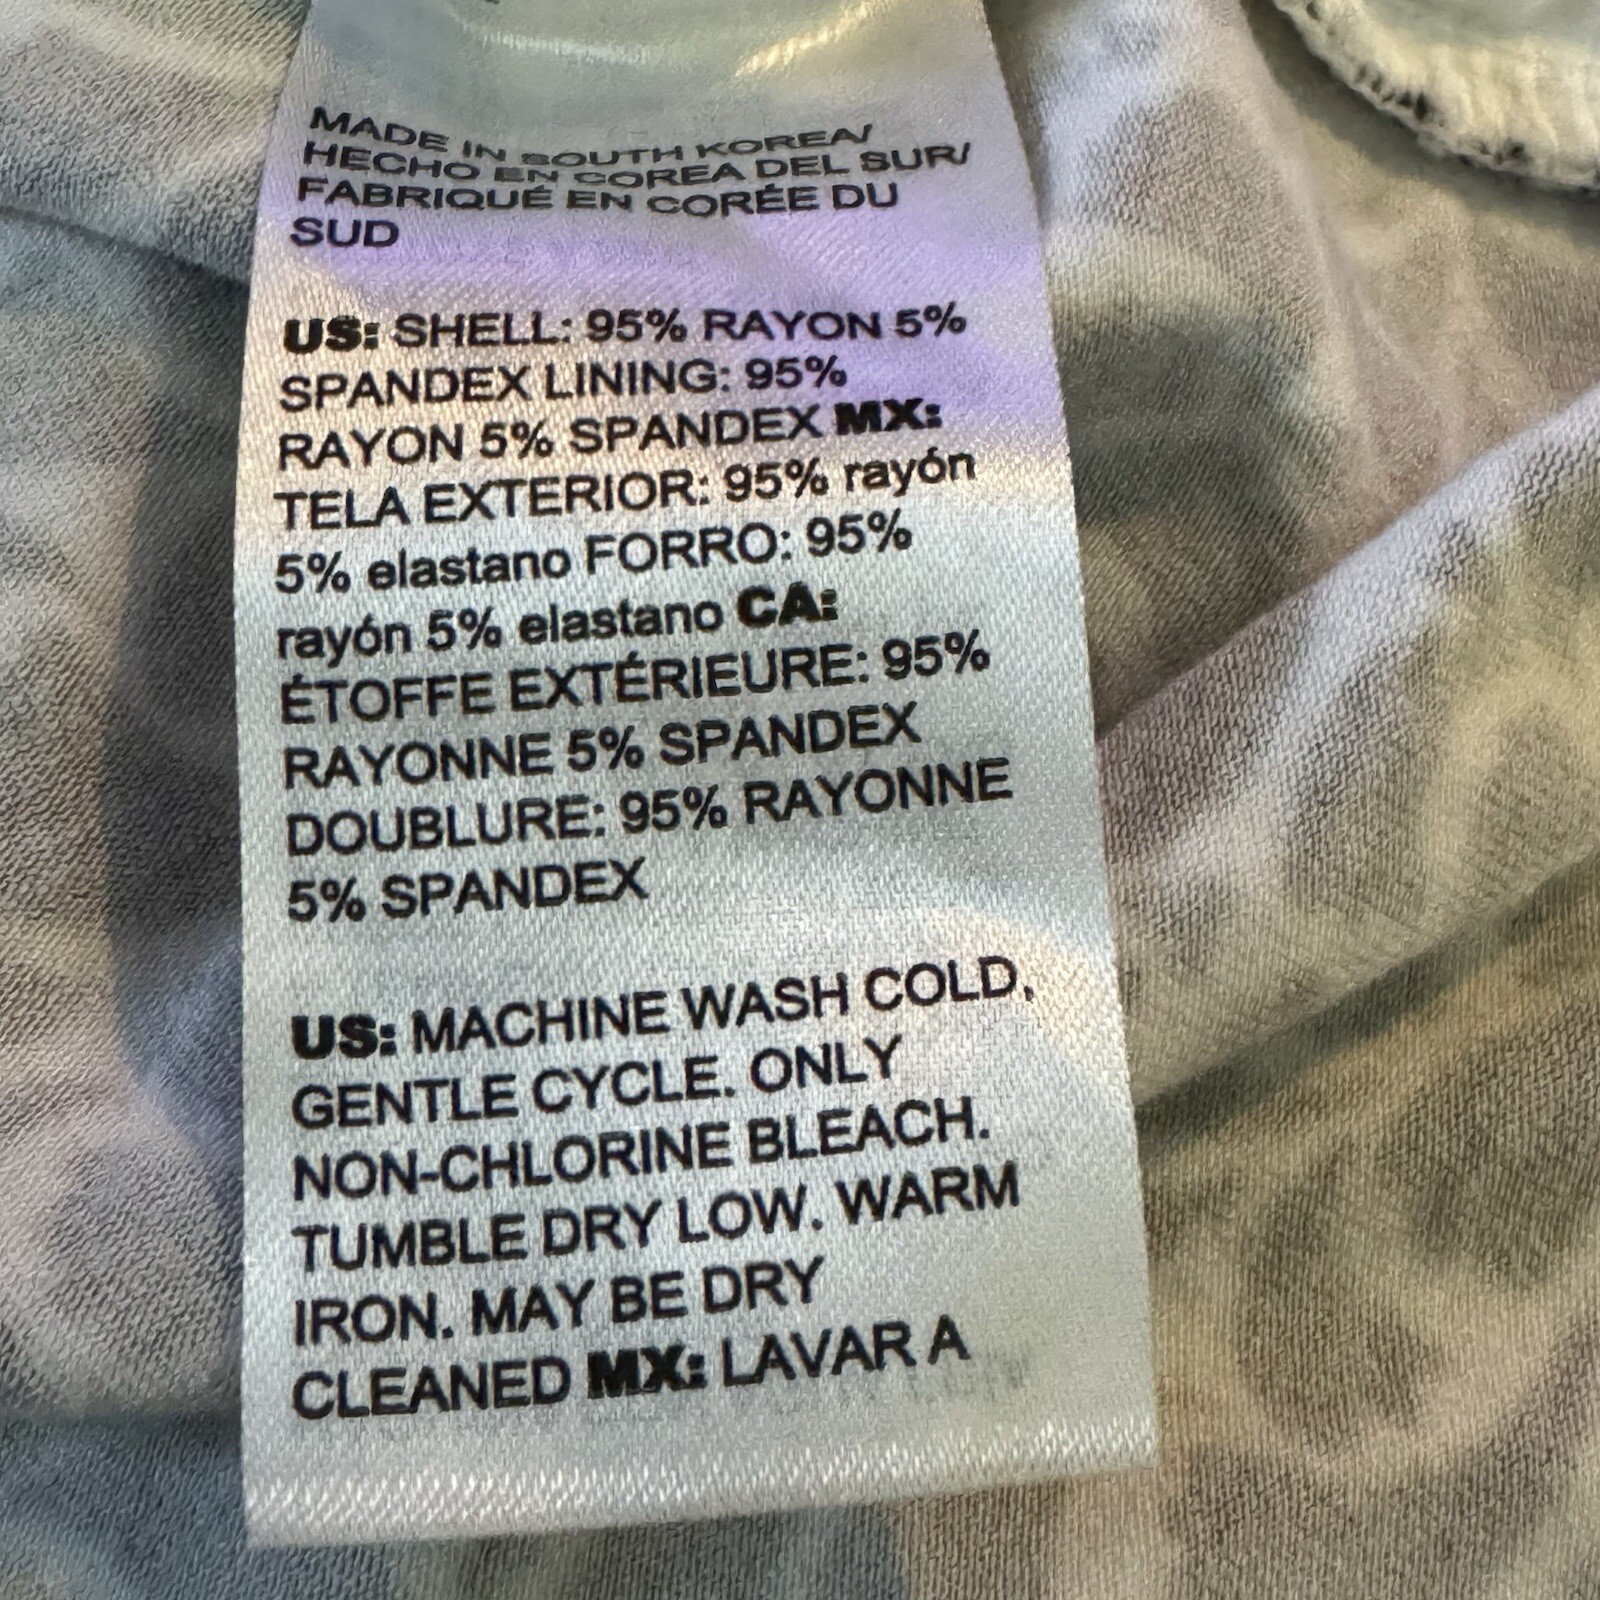 MADE IN SOUTH KOREA/
HECHO EN COREA DEL SUR/
FABRIQUÉ EN CORÉE DU
SUD
US: SHELL: 95% RAYON 5%
SPANDEX LINING: 95%
RAYON 5% SPANDEX MX:
TELA EXTERIOR: 95% rayón
5% elastano FORRO: 95%
rayón 5% elastano CA:
ÉTOFFE EXTÉRIEURE: 95%
RAYONNE 5% SPANDEX
DOUBLURE: 95% RAYONNE
5% SPANDEX
US: MACHINE WASH COLD,
GENTLE CYCLE. ONLY
NON-CHLORINE BLEACH.
TUMBLE DRY LOW. WARM
IRON. MAY BE DRY
CLEANED MX: LAVAR A